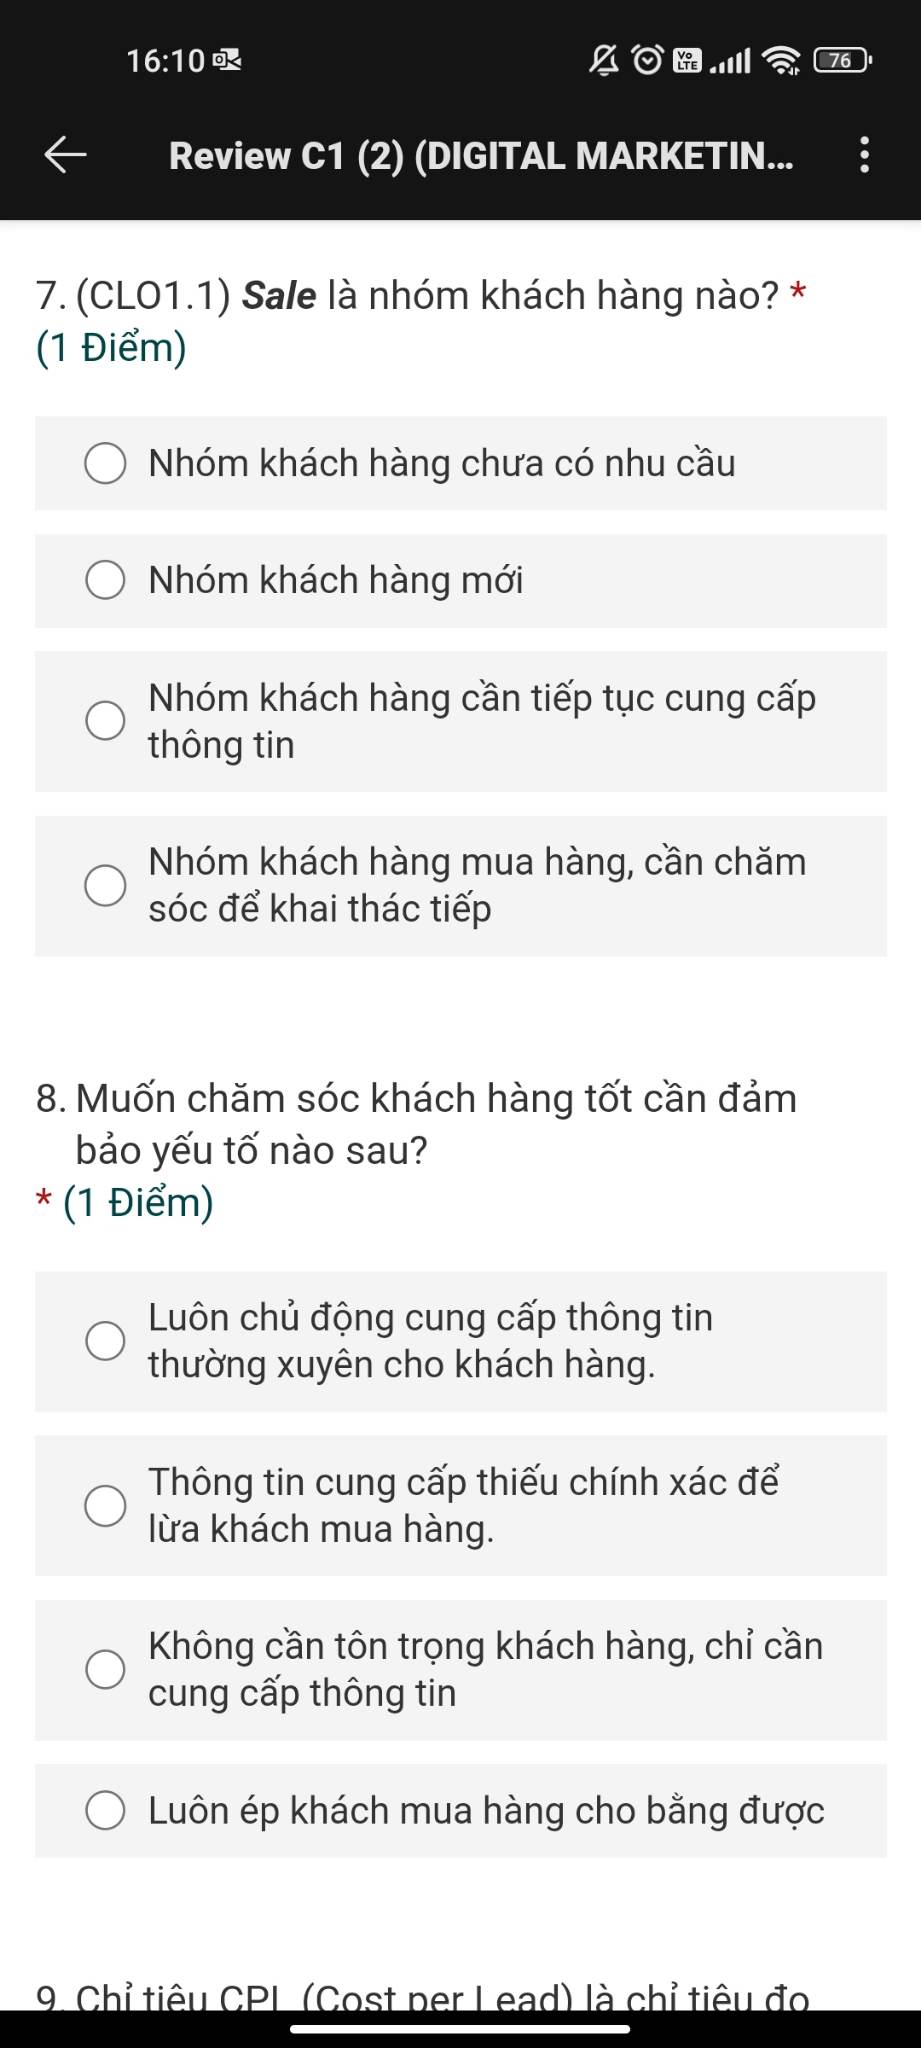 16:10
Vo
LTE
76
Review C1 (2) (DIGITAL MARKETIN...
7. (CLO1.1) Sale là nhóm khách hàng nào? *
(1 Điểm)
Nhóm khách hàng chưa có nhu cầu
Nhóm khách hàng mới
Nhóm khách hàng cần tiếp tục cung cấp
thông tin
Nhóm khách hàng mua hàng, cần chăm
sóc để khai thác tiếp
8. Muốn chăm sóc khách hàng tốt cần đảm
bảo yếu tố nào sau?
* (1 Điểm)
Luôn chủ động cung cấp thông tin
thường xuyên cho khách hàng.
Thông tin cung cấp thiếu chính xác để
lừa khách mua hàng.
Không cần tôn trọng khách hàng, chỉ cần
cung cấp thông tin
Luôn ép khách mua hàng cho bằng được
9. Chỉ tiêu CPL (Cost per Lead) là chỉ tiêu đo